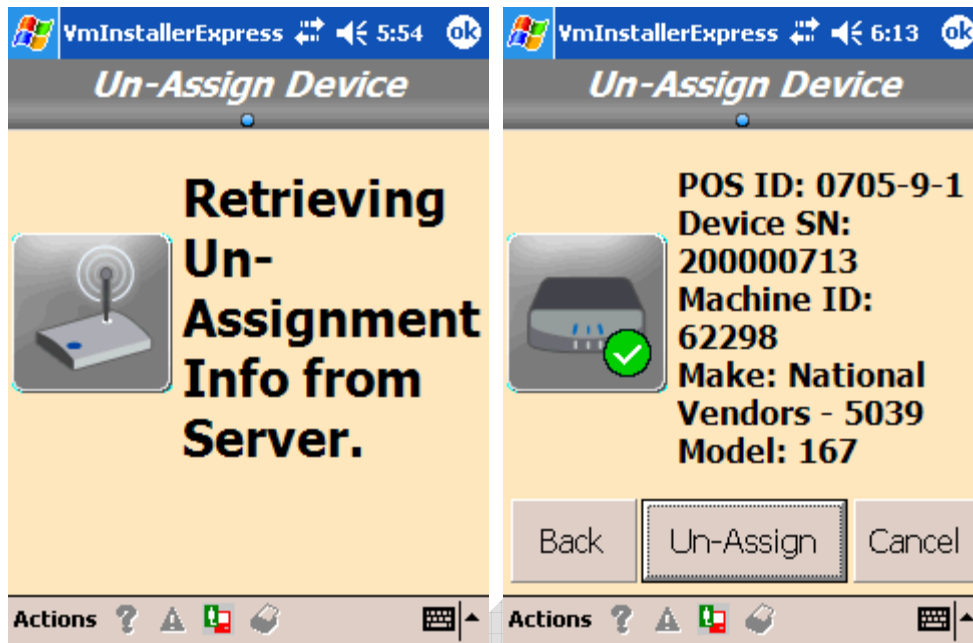 VmInstallerExpress 5:54 ok
Un-Assign Device
Retrieving
Un-
Assignment
Info from
Server.
Actions
VmInstallerExpress 6:13 ok
Un-Assign Device
POS ID: 0705-9-1
Device SN:
200000713
Machine ID:
62298
Make: National
Vendors - 5039
Model: 167
Back Un-Assign Cancel
Actions